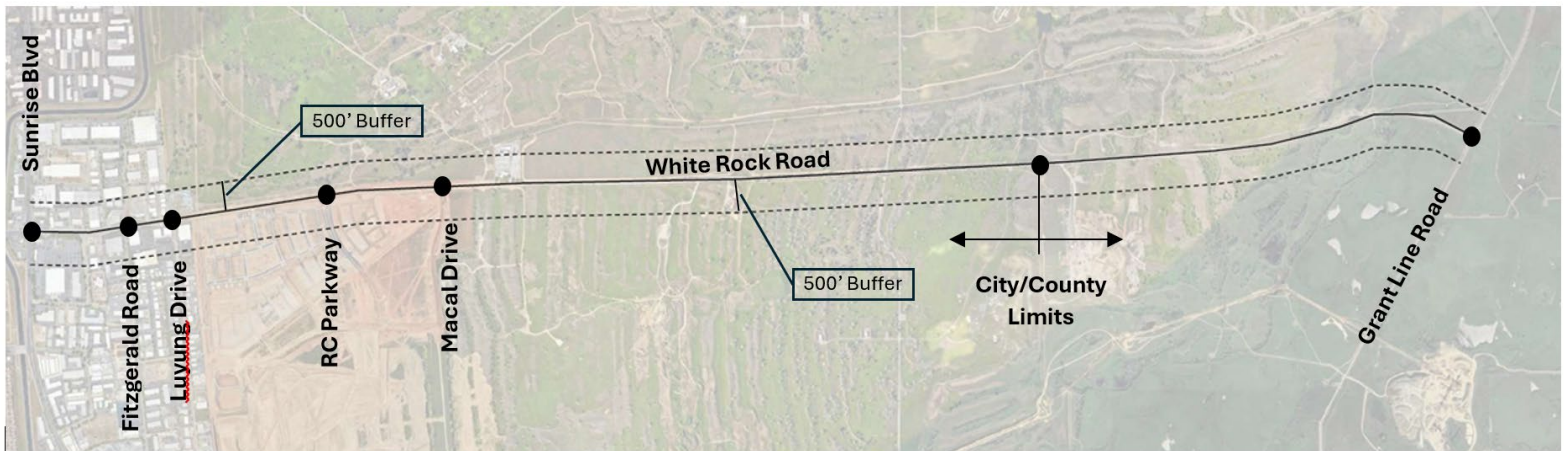 Sunrise Blvd
500’ Buffer
White Rock Road
Fitzgerald Road
Luyung Drive
RC Parkway
Macal Drive
500’ Buffer
City/County
Limits
Grant Line Road